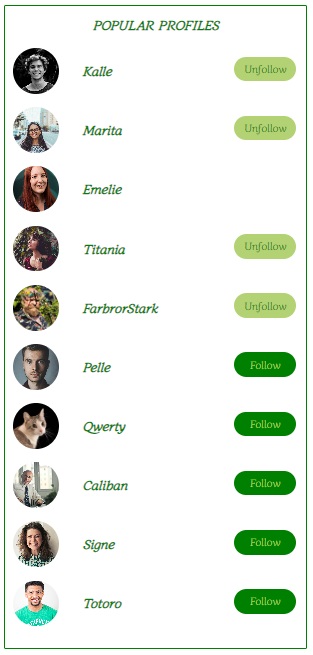 POPULAR PROFILES
Kalle Unfollow
Marita Unfollow
Emelie
Titania Unfollow
FarbrorStark Unfollow
Pelle Follow
Qwerty Follow
Caliban Follow
Signe Follow
Totoro Follow